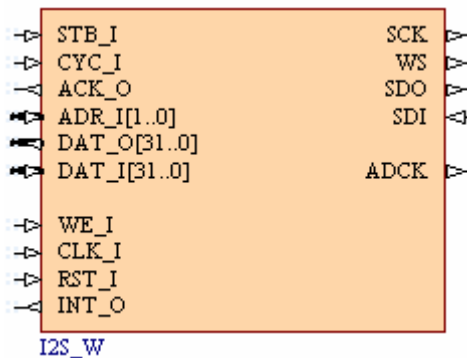 STB_I SCK
CYC_I WS
ACK_O SDO
ADR_I[1..0] SDI
DAT_O[31..0]
DAT_I[31..0] ADCK
WE_I
CLK_I
RST_I
INT_O
I2S_W